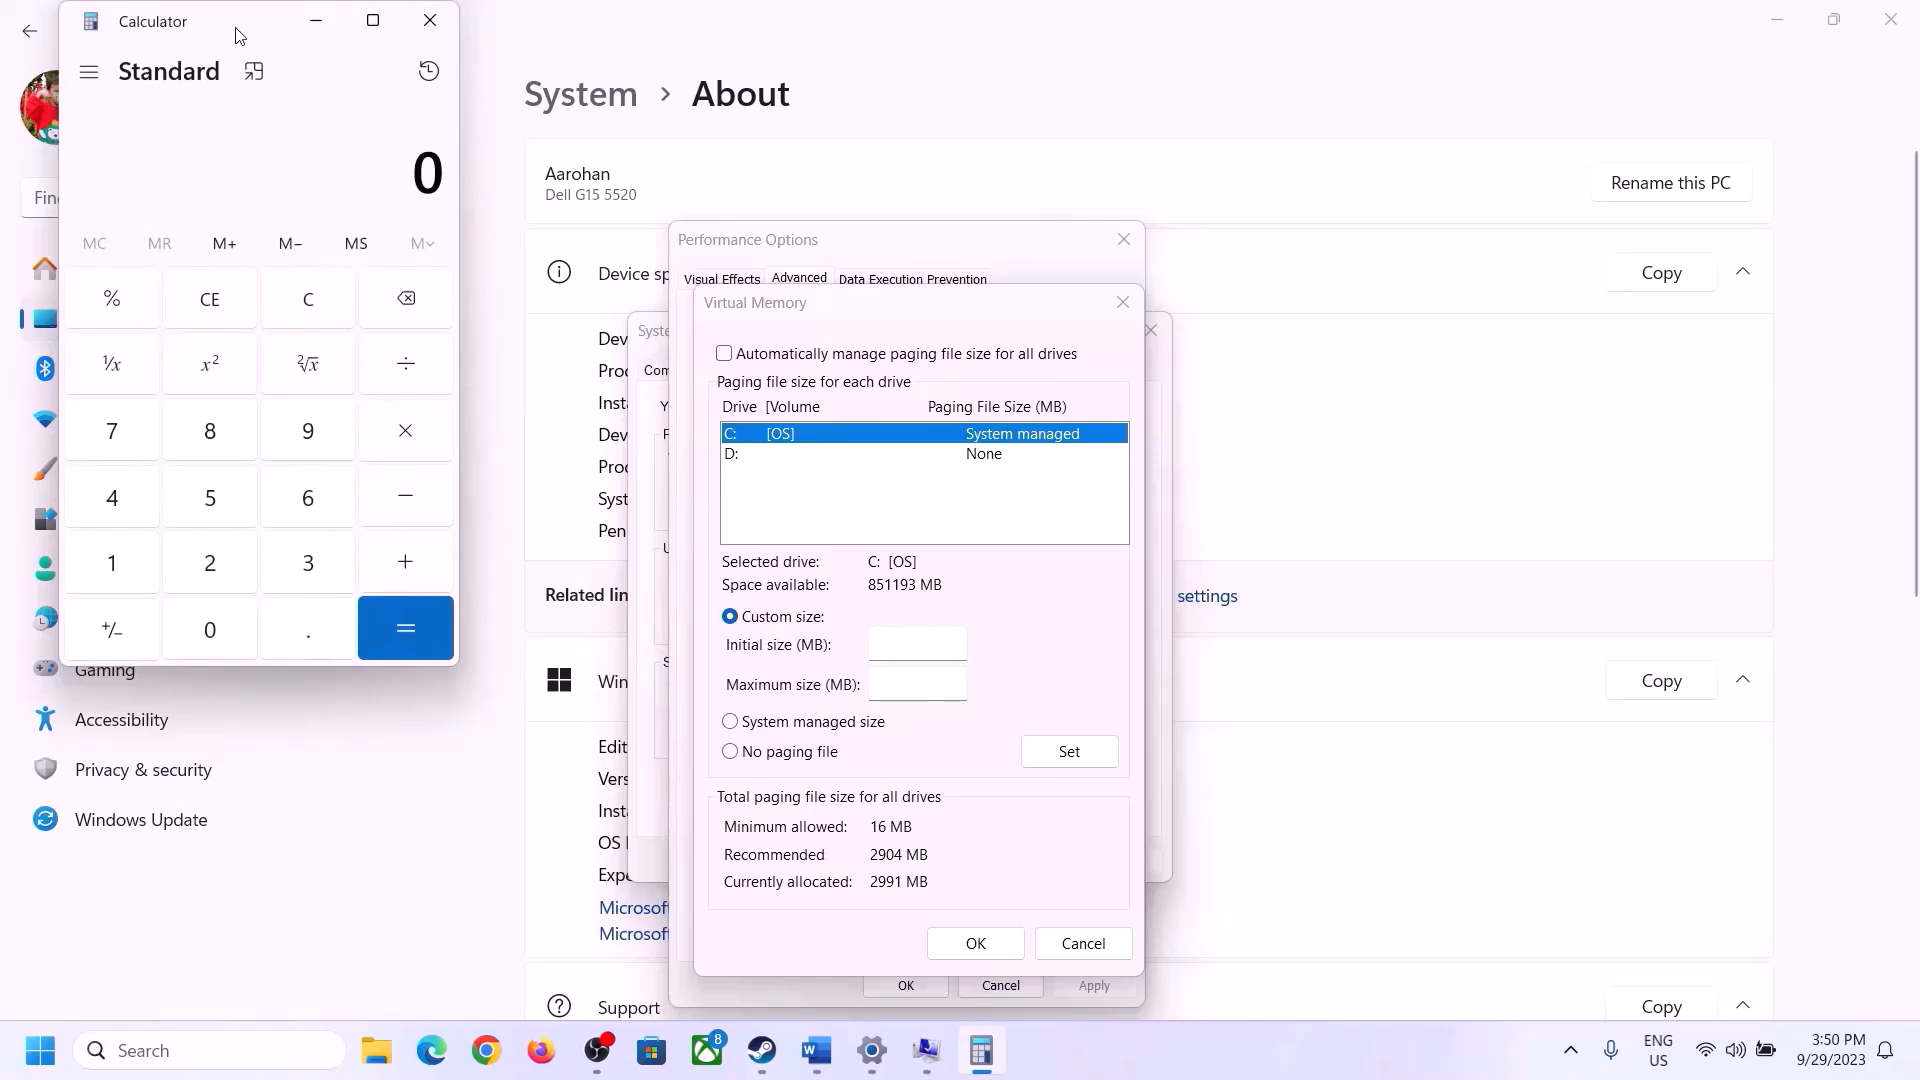 Calculator
Standard
0
MC MR M+ M− MS M
% CE C
¹/x x² ²√x ÷
7 8 9 ×
4 5 6 −
1 2 3 +
+/− 0 . =
Gaming
Accessibility
Privacy & security
Windows Update
System > About
Aarohan
Dell G15 5520
Rename this PC
Copy
settings
Copy
Support
Copy
Performance Options
Visual Effects Advanced Data Execution Prevention
Virtual Memory
Automatically manage paging file size for all drives
Paging file size for each drive
Drive [Volume Paging File Size (MB)
C: [OS] System managed
D: None
Selected drive: C: [OS]
Space available: 851193 MB
Custom size:
Initial size (MB):
Maximum size (MB):
System managed size
No paging file Set
Total paging file size for all drives
Minimum allowed: 16 MB
Recommended 2904 MB
Currently allocated: 2991 MB
OK Cancel
OK Cancel Apply
Search
8
ENG
US
3:50 PM
9/29/2023